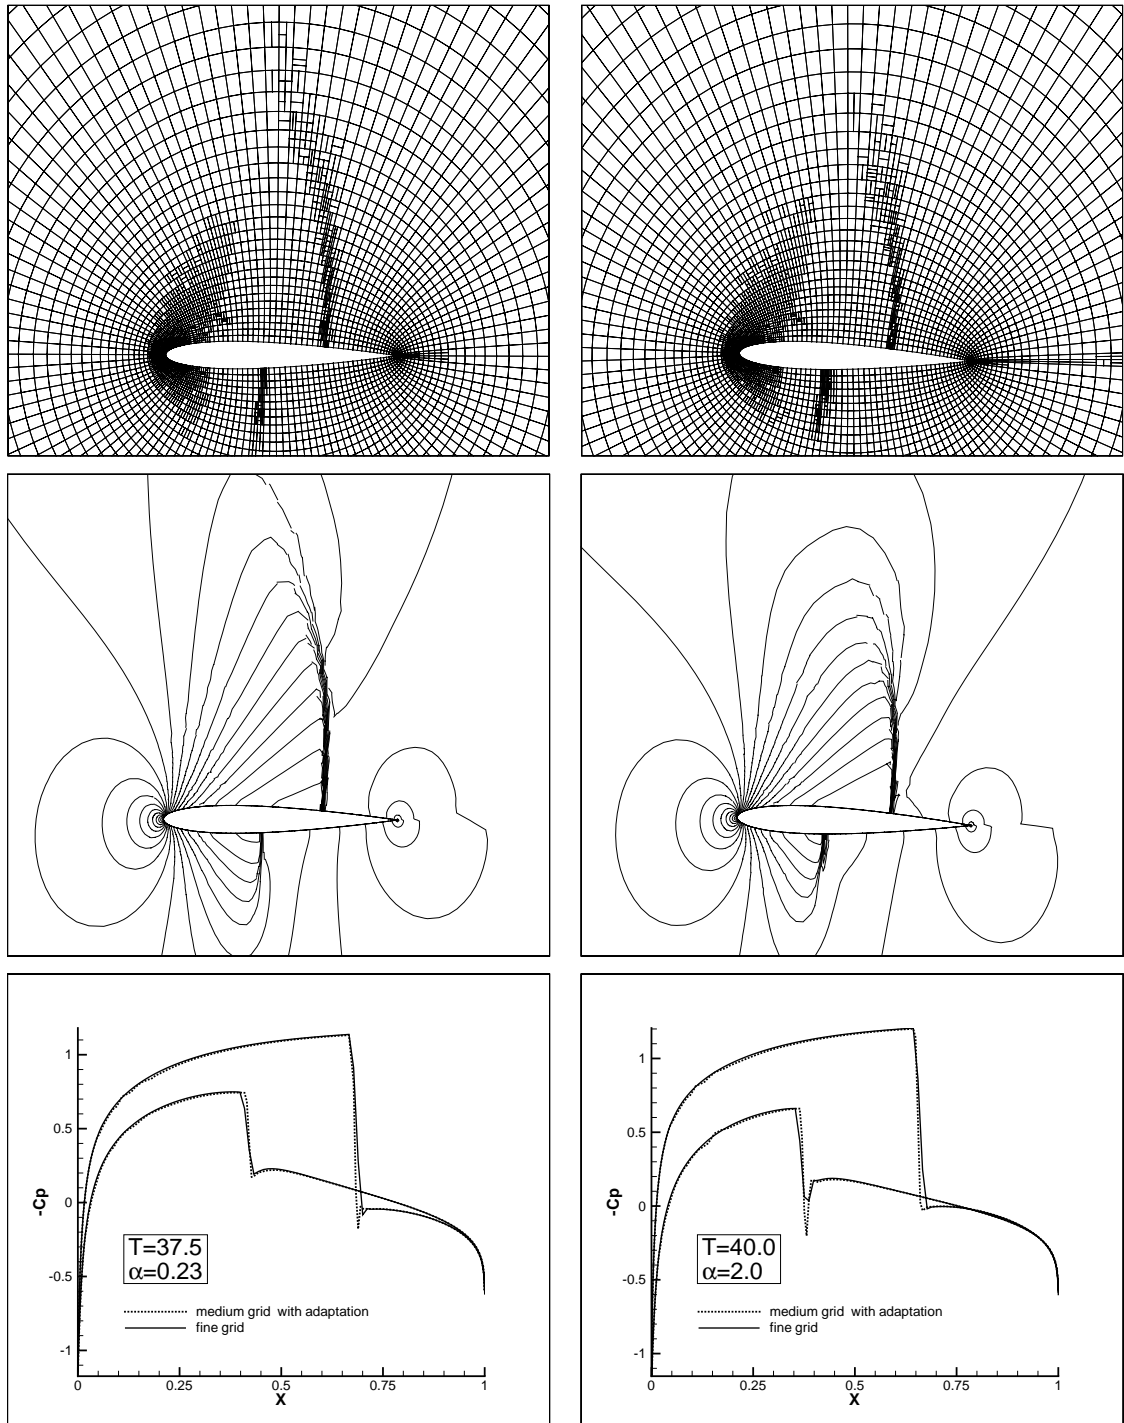 1
0.5
0
-0.5
-1
-Cp
T=37.5
α=0.23
medium grid with adaptation
fine grid
0
0.25
0.5
0.75
1
X
1
0.5
0
-0.5
-1
-Cp
T=40.0
α=2.0
medium grid with adaptation
fine grid
0
0.25
0.5
0.75
1
X